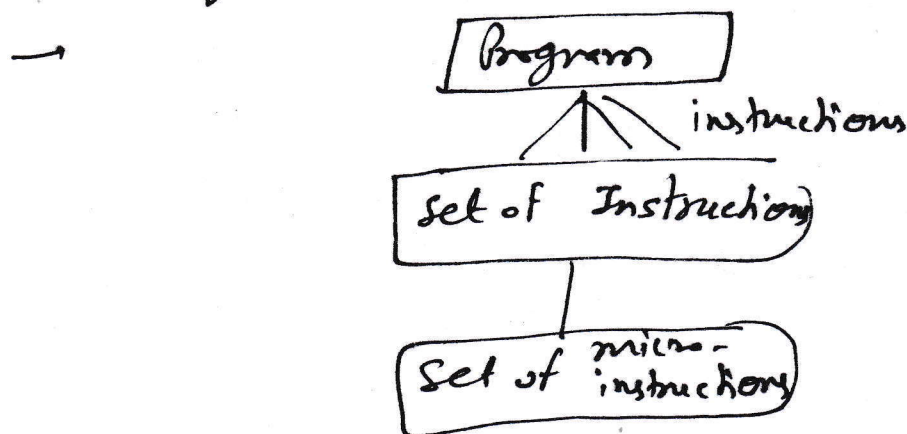 Program
instructions
Set of Instructions
Set of micro-
instructions